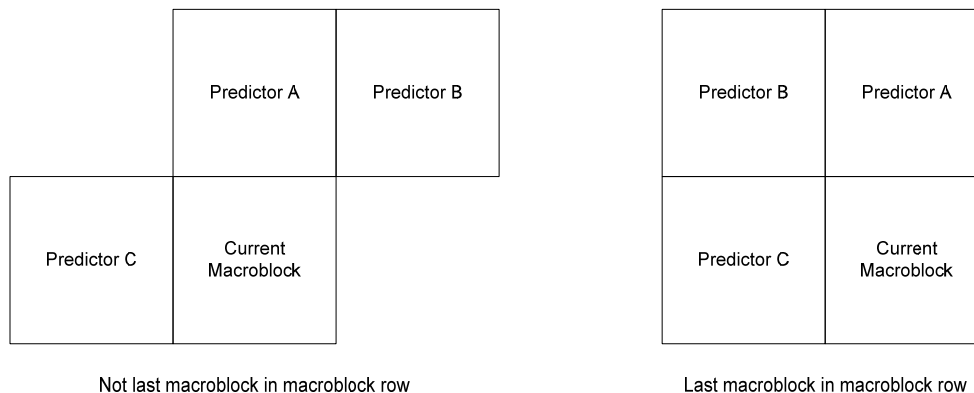 Predictor A
Predictor B
Predictor C
Current
Macroblock
Not last macroblock in macroblock row
Predictor B
Predictor A
Predictor C
Current
Macroblock
Last macroblock in macroblock row